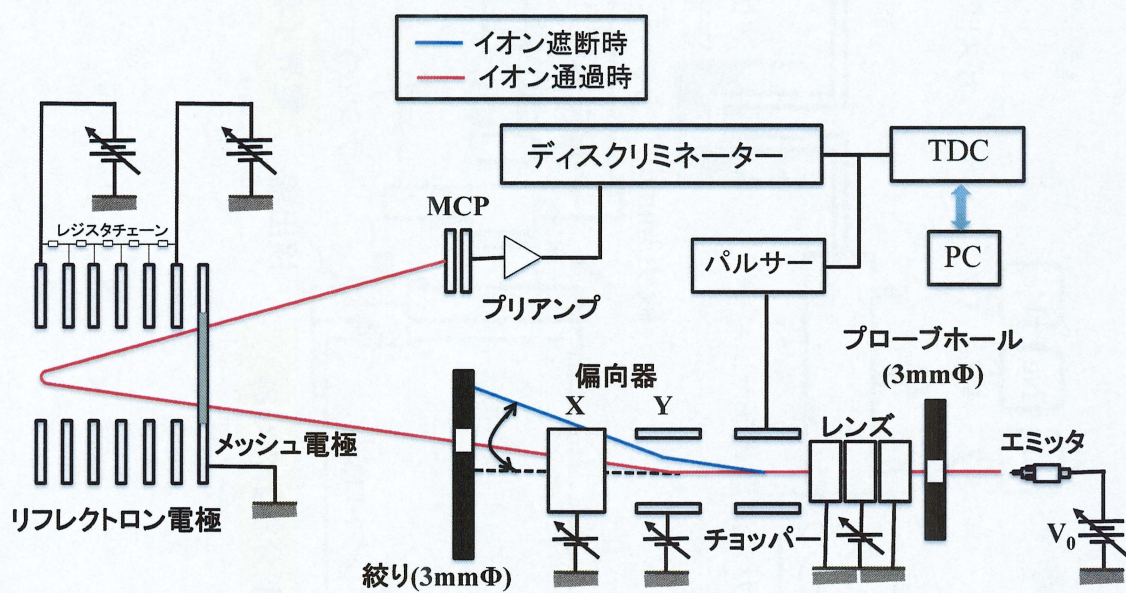 イオン遮断時
イオン通過時
ディスクリミネーター
TDC
MCP
レジスタチェーン
パルサー
PC
プリアンプ
プローブホール
(3mmΦ)
偏向器
X
Y
レンズ
エミッタ
メッシュ電極
リフレクトロン電極
チョッパー
V₀
絞り(3mmΦ)